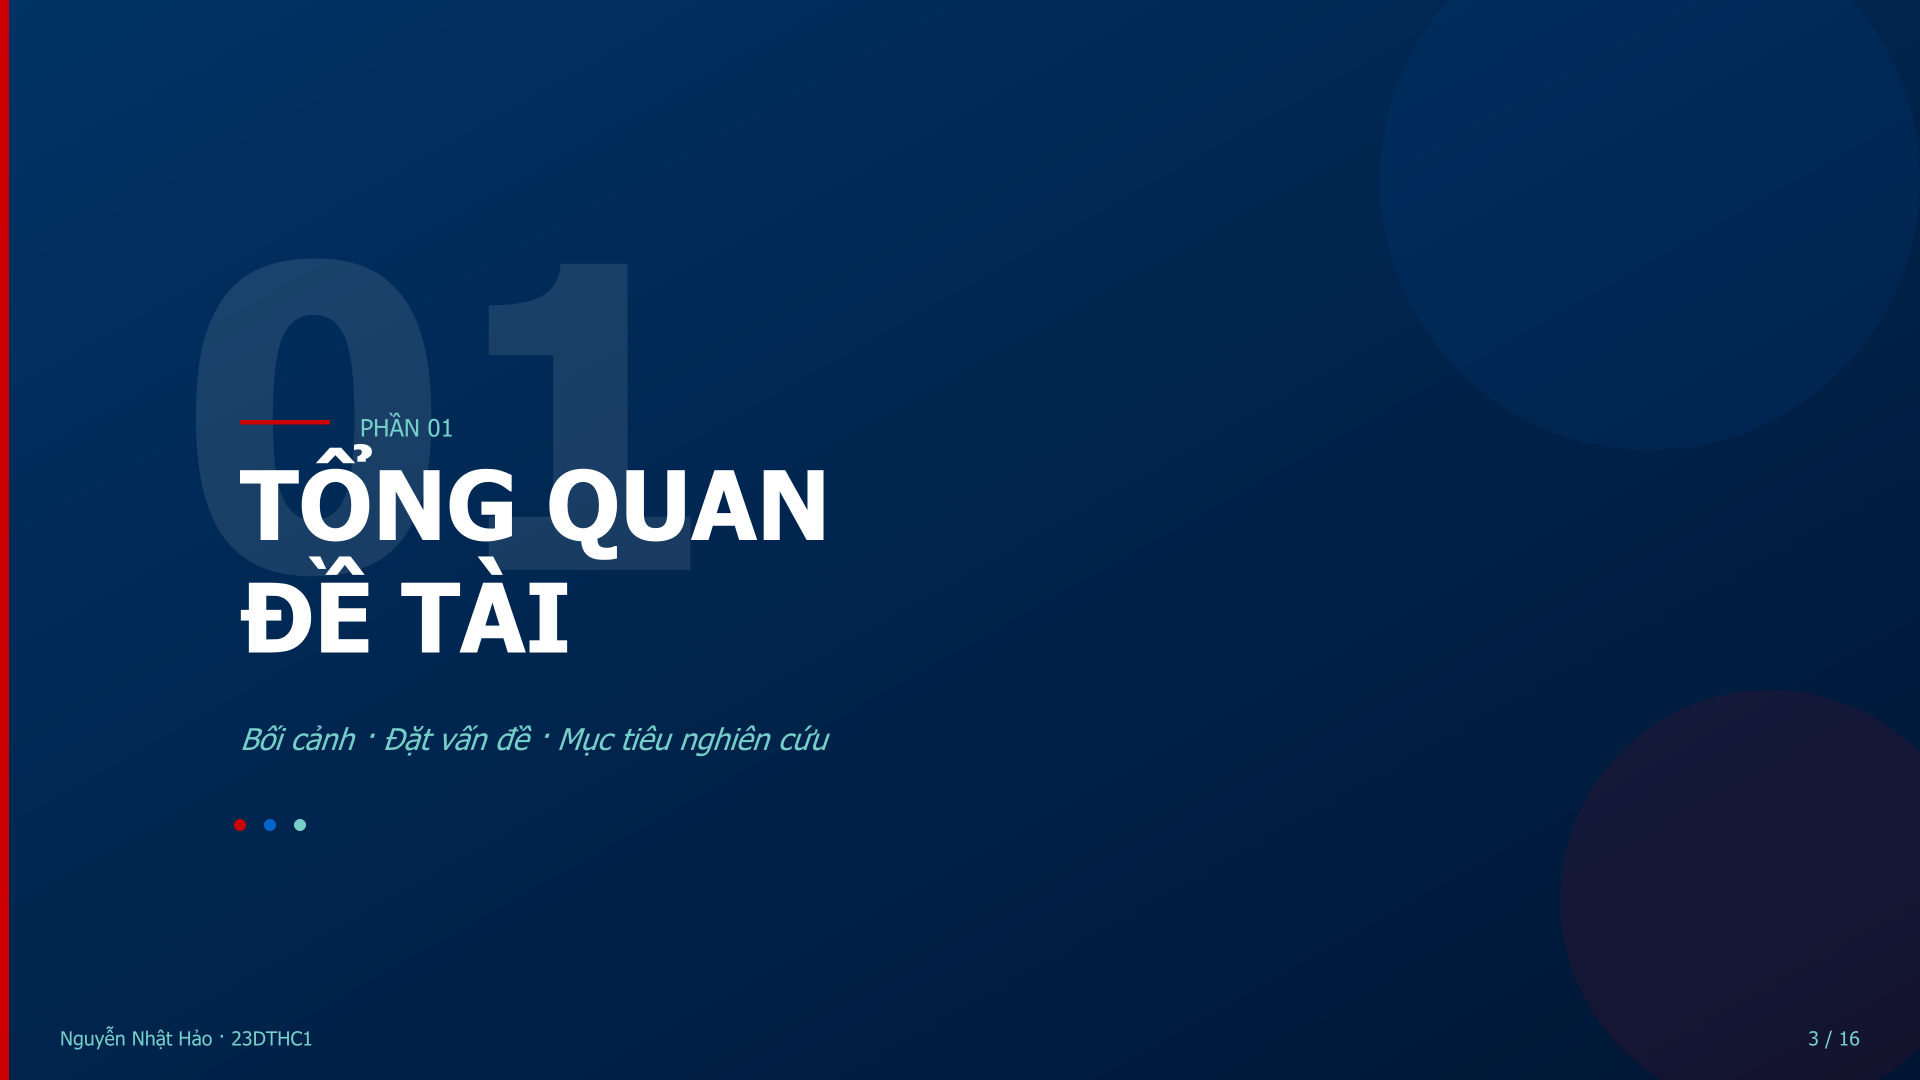 01
PHẦN 01
TỔNG QUAN
ĐỀ TÀI
Bối cảnh · Đặt vấn đề · Mục tiêu nghiên cứu
Nguyễn Nhật Hảo · 23DTHC1
3 / 16